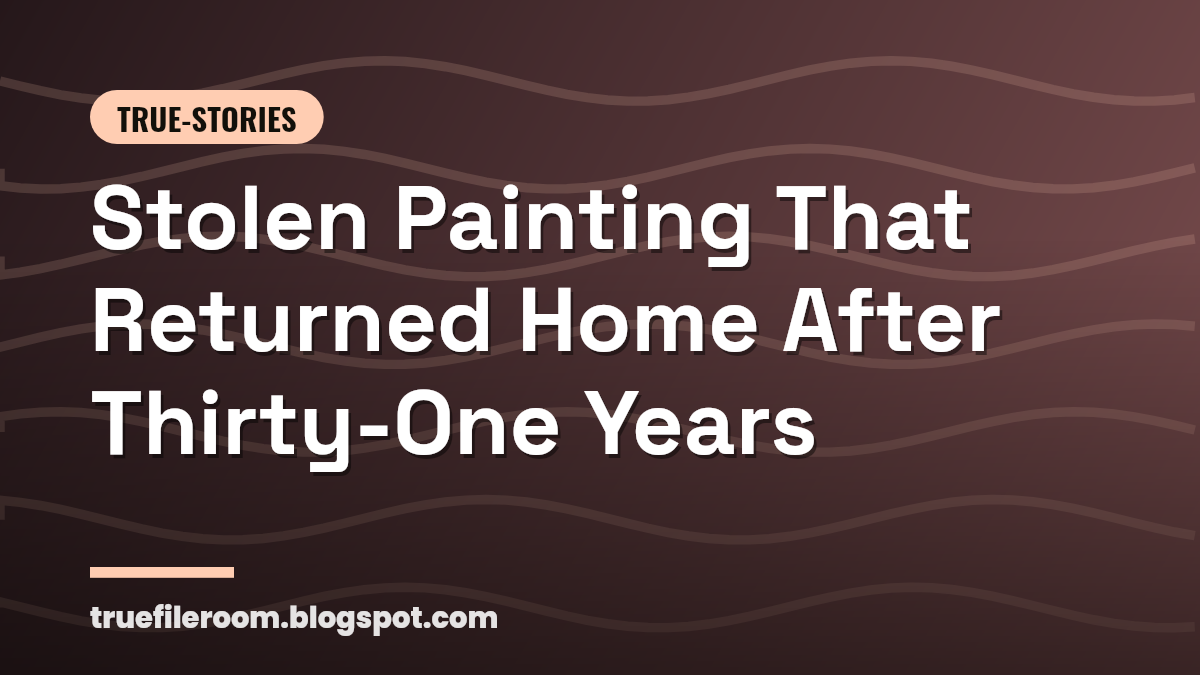 TRUE-STORIES
Stolen Painting That
Returned Home After
Thirty-One Years
truefileroom.blogspot.com